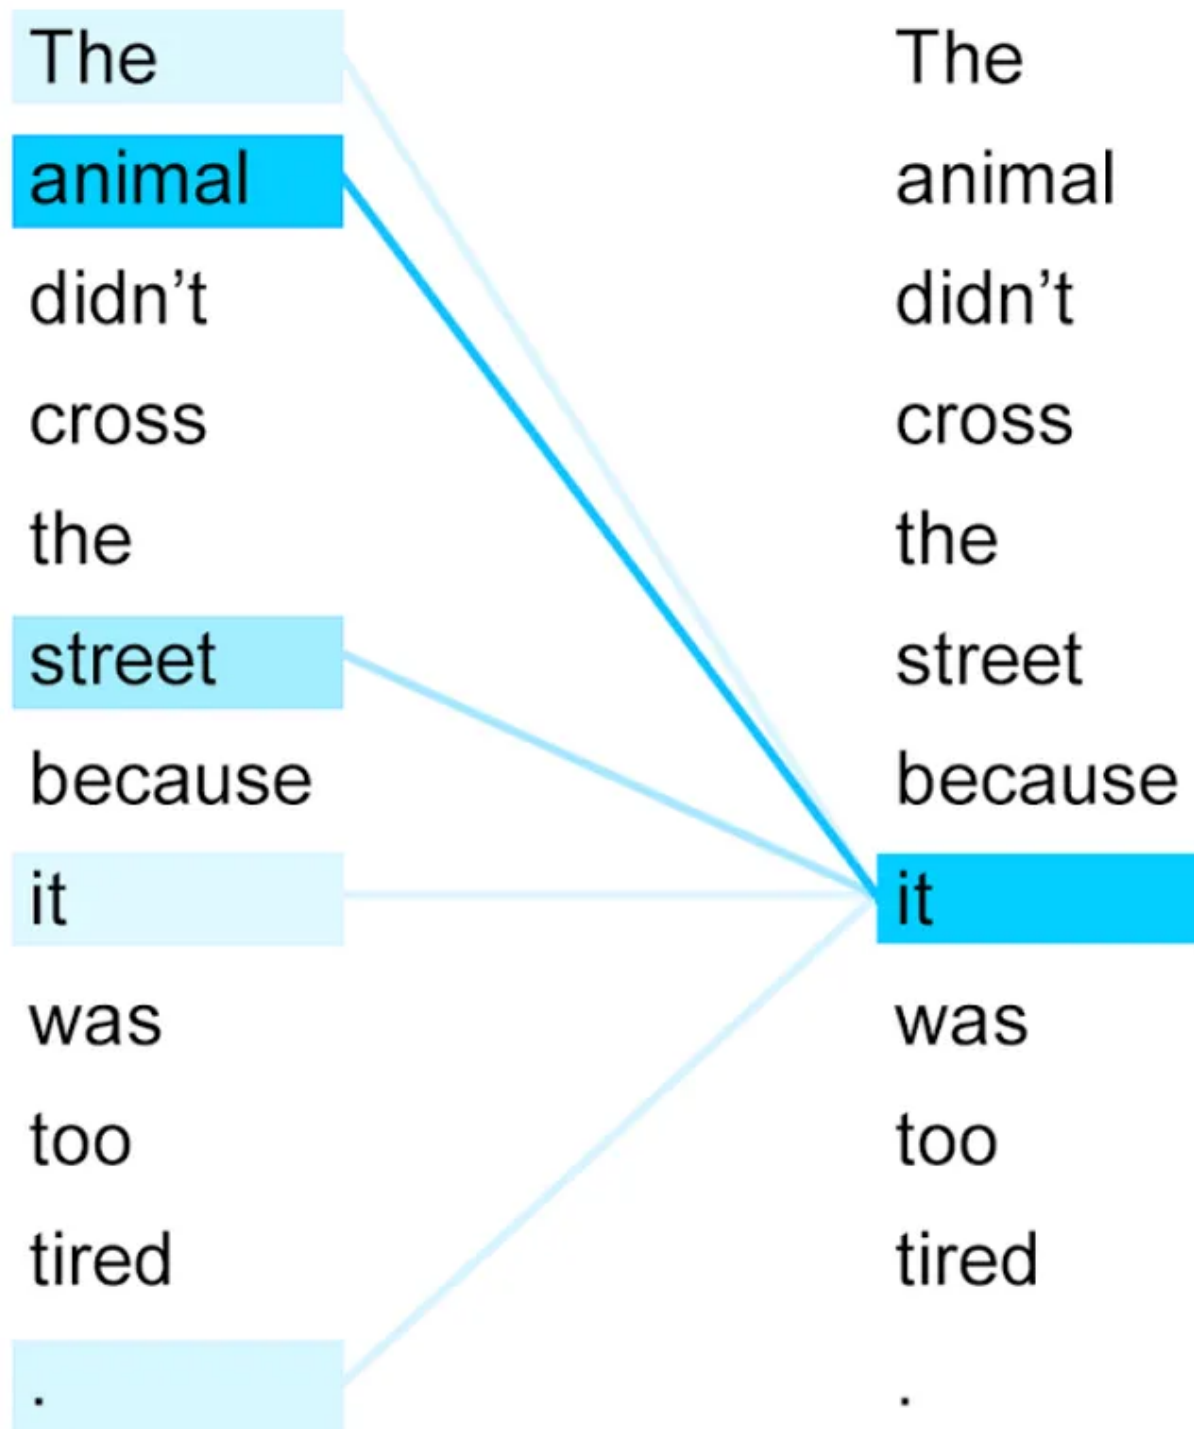 The
animal
didn’t
cross
the
street
because
it
was
too
tired
.
The
animal
didn’t
cross
the
street
because
it
was
too
tired
.